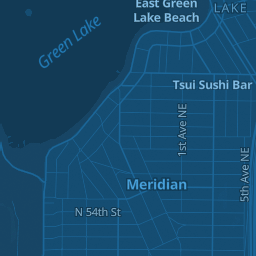 East Green
Lake Beach
LAKE
Green Lake
Tsui Sushi Bar
1st Ave NE
5th Ave NE
Meridian
N 54th St